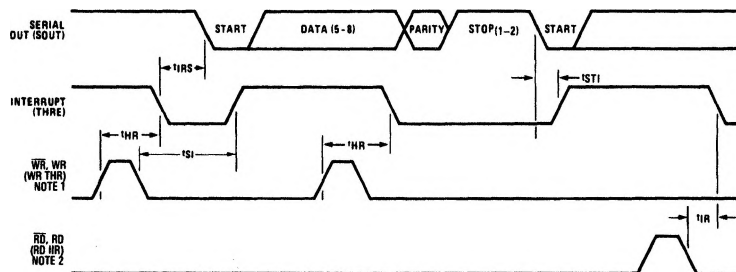 SERIAL
OUT (SOUT)
START
DATA (5-8)
PARITY
STOP(1-2)
START
tIRS
tSTI
INTERRUPT
(THRE)
tHR
tSI
tHR
WR, WR
(WR THR)
NOTE 1
tIR
RD, RD
(RD IIR)
NOTE 2